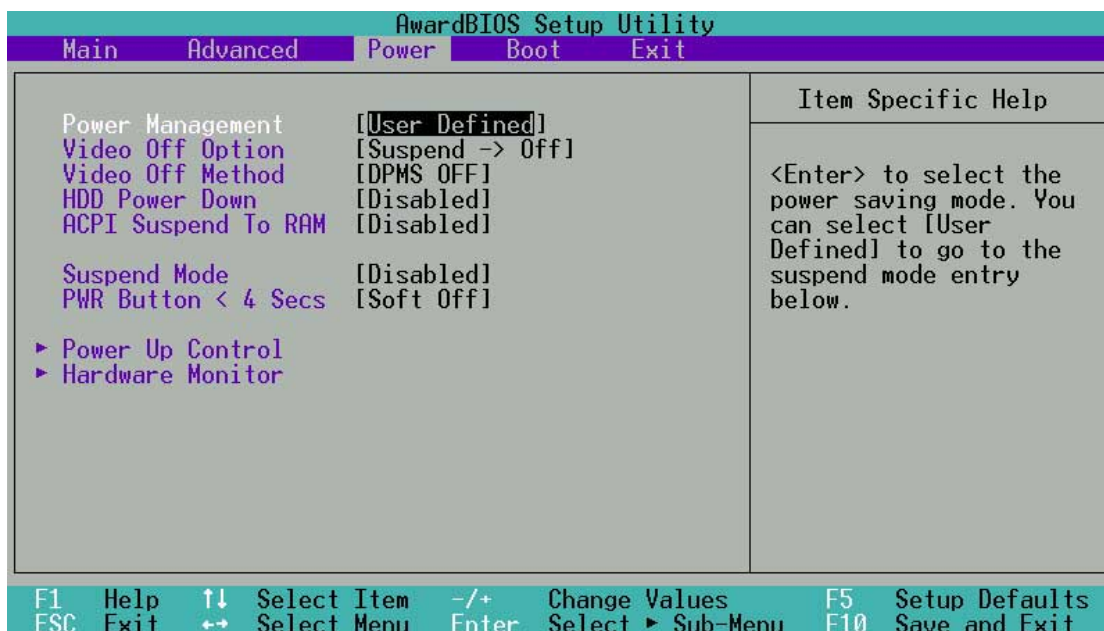 AwardBIOS Setup Utility
Main Advanced Power Boot Exit
Power Management [User Defined]
Video Off Option [Suspend -> Off]
Video Off Method [DPMS OFF]
HDD Power Down [Disabled]
ACPI Suspend To RAM [Disabled]
Suspend Mode [Disabled]
PWR Button < 4 Secs [Soft Off]
► Power Up Control
► Hardware Monitor
Item Specific Help
<Enter> to select the
power saving mode. You
can select [User
Defined] to go to the
suspend mode entry
below.
F1 Help ↑↓ Select Item -/+ Change Values F5 Setup Defaults
ESC Exit ←→ Select Menu Enter Select ► Sub-Menu F10 Save and Exit